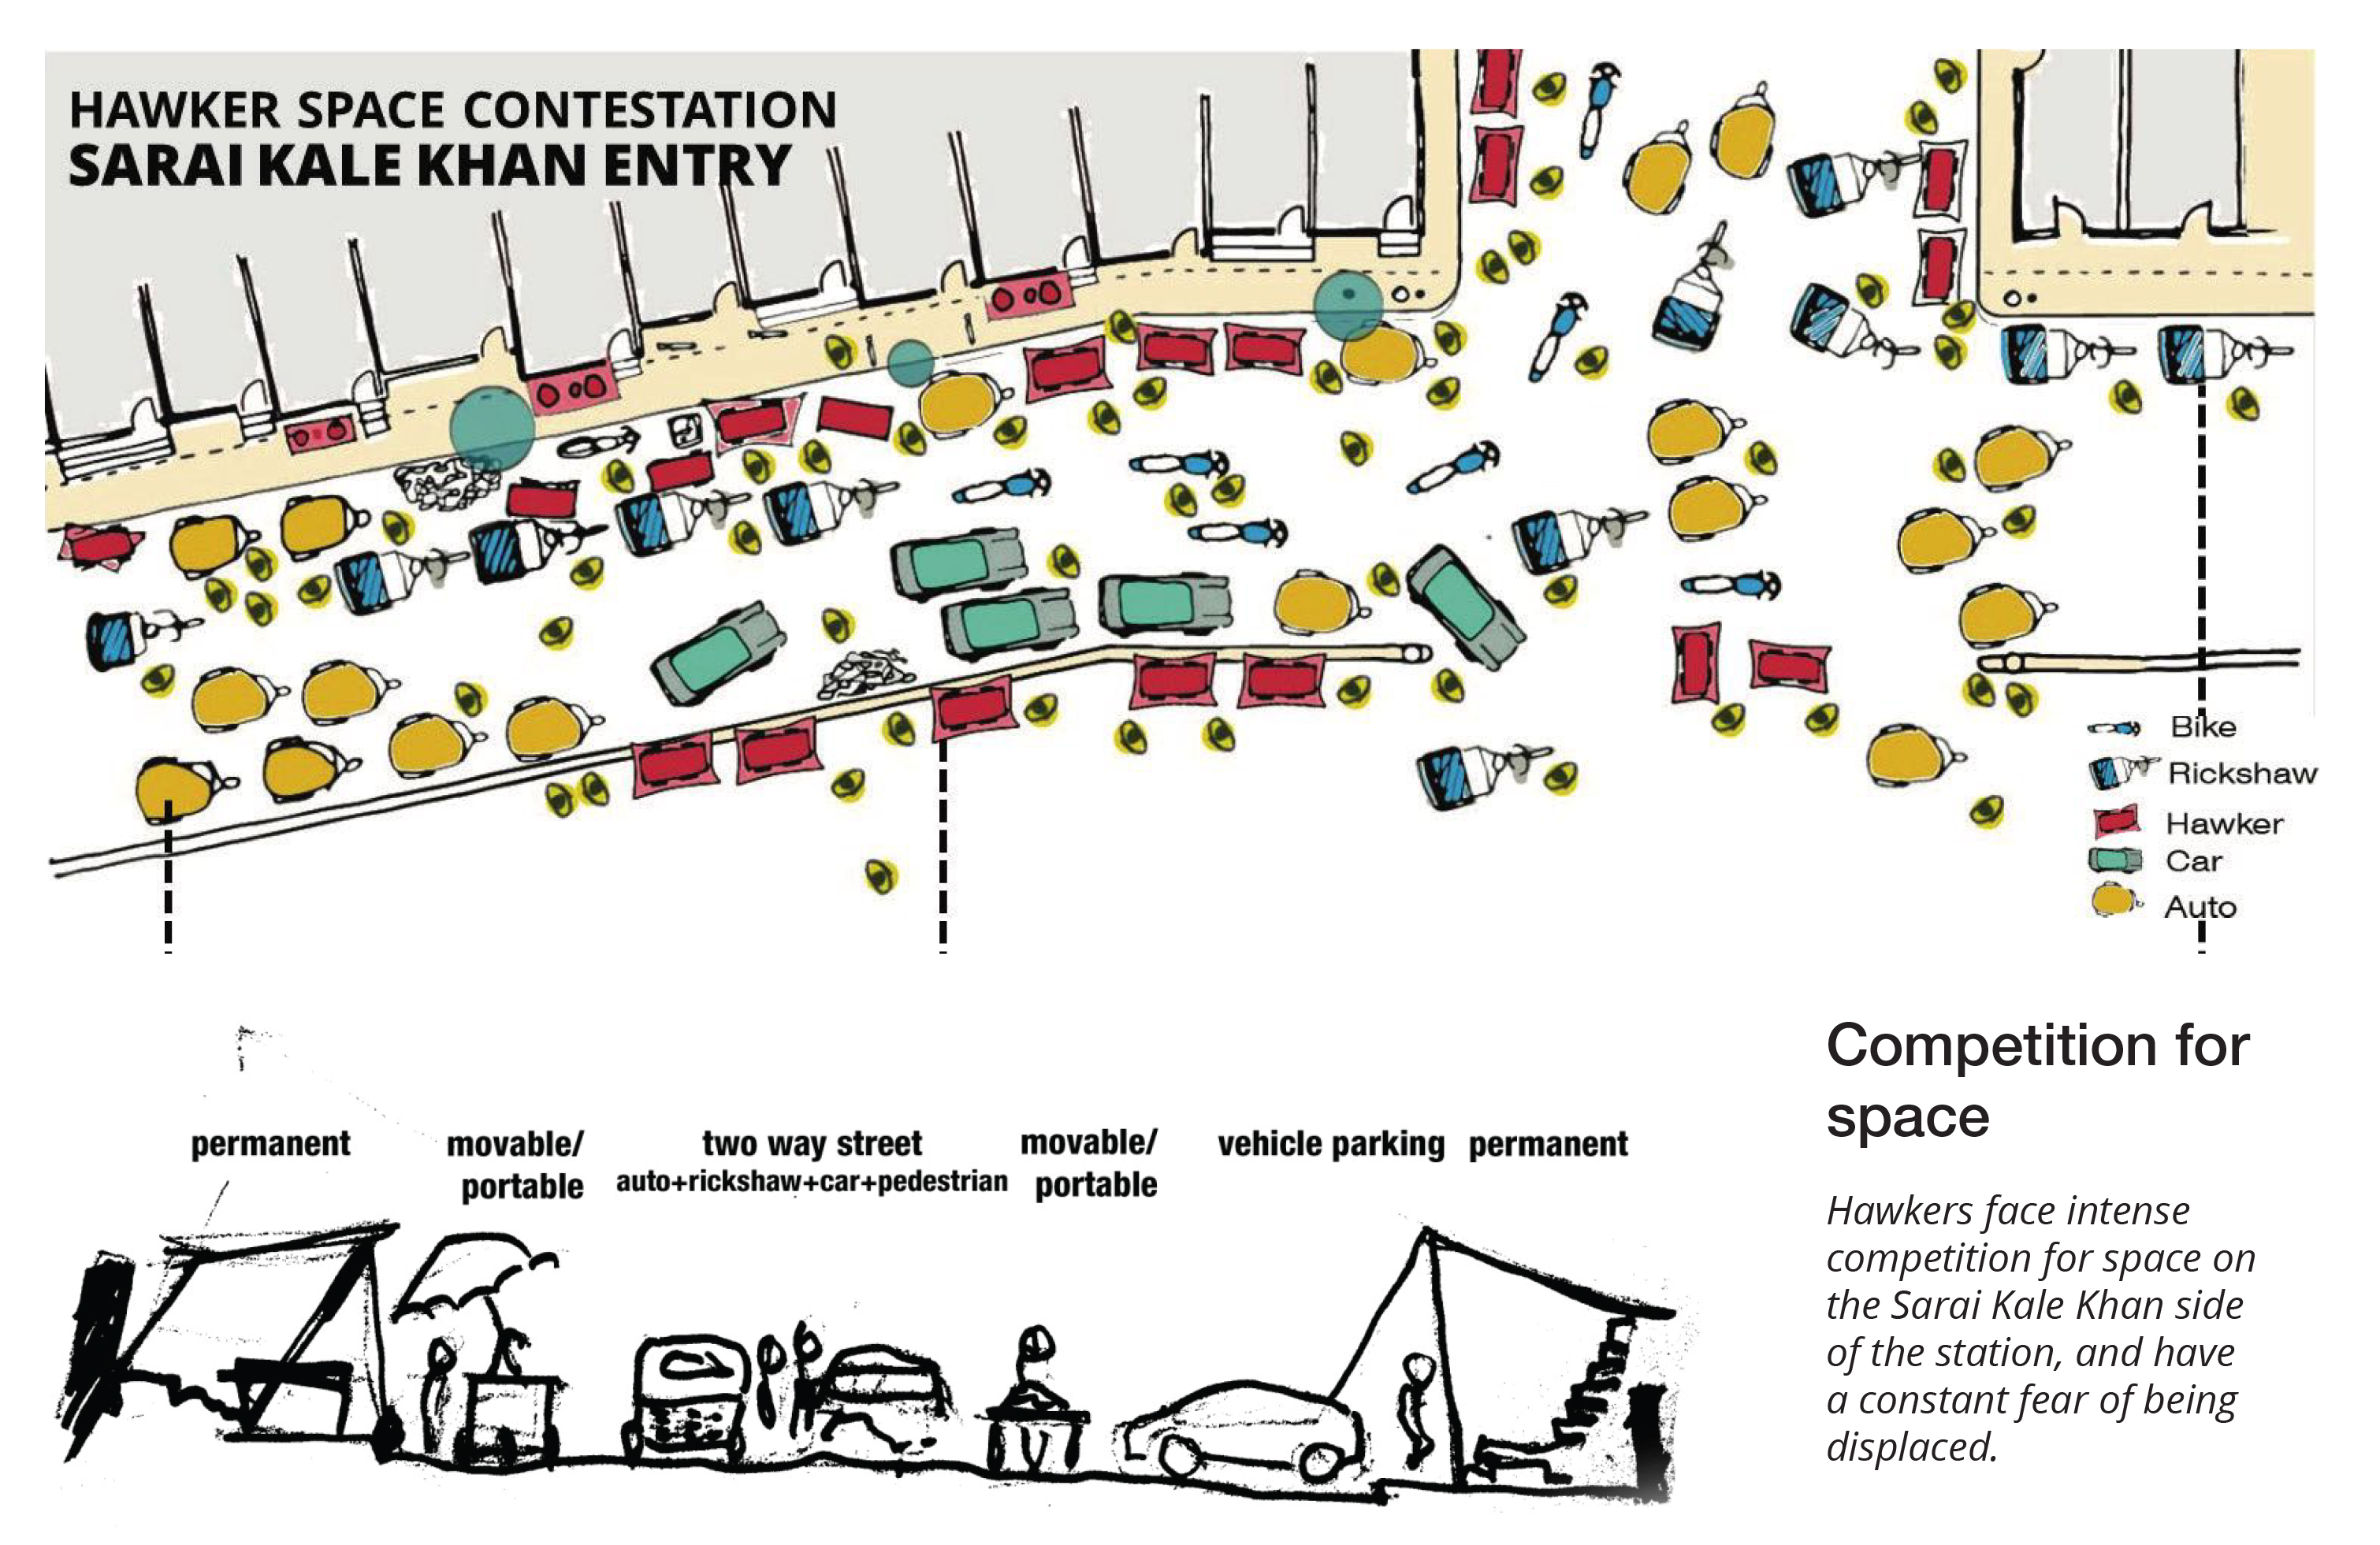 HAWKER SPACE CONTESTATION
SARAI KALE KHAN ENTRY
Bike
Rickshaw
Hawker
Car
Auto
permanent
movable/
portable
two way street
auto+rickshaw+car+pedestrian
movable/
portable
vehicle parking
permanent
Competition for
space
Hawkers face intense
competition for space on
the Sarai Kale Khan side
of the station, and have
a constant fear of being
displaced.